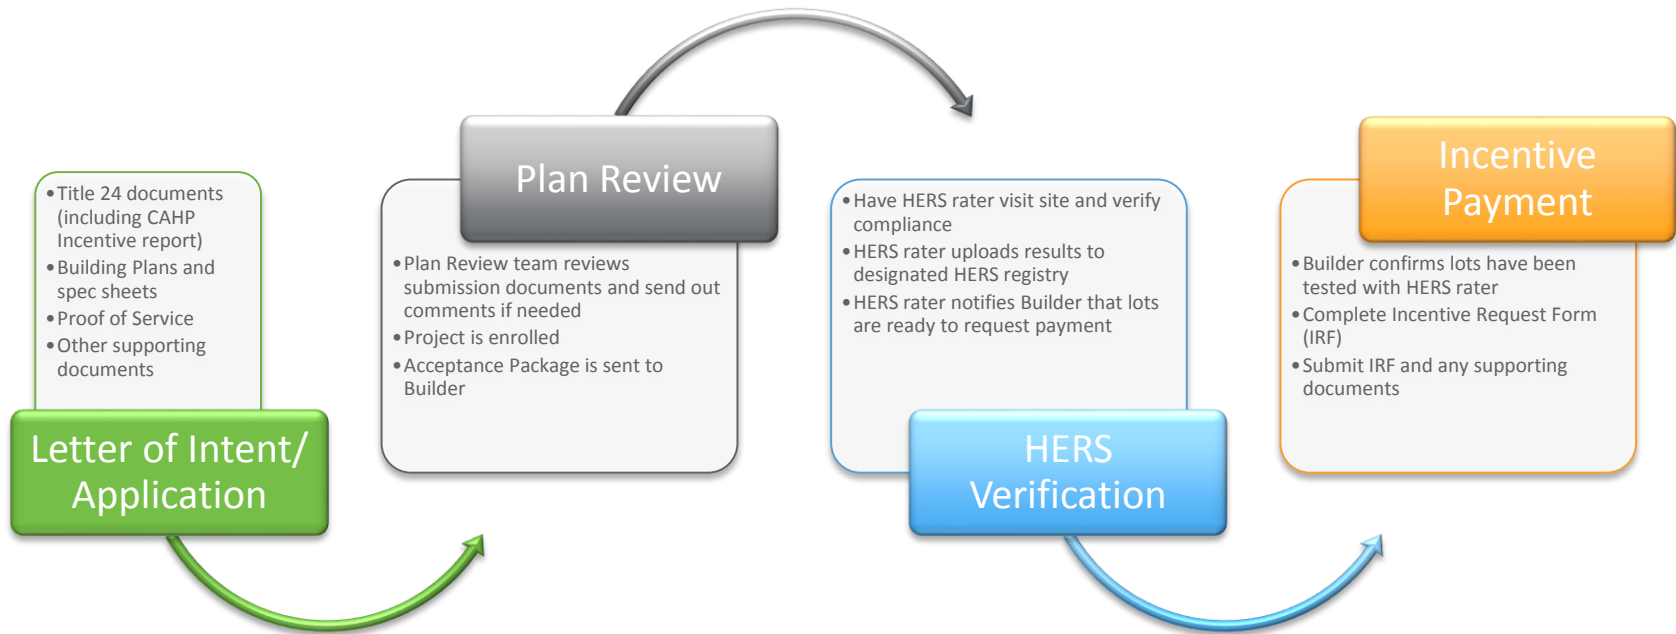 •Title 24 documents
(including CAHP
Incentive report)
•Building Plans and
spec sheets
•Proof of Service
•Other supporting
documents
Letter of Intent/
Application
Plan Review
•Plan Review team reviews
submission documents and send out
comments if needed
•Project is enrolled
•Acceptance Package is sent to
Builder
•Have HERS rater visit site and verify
compliance
•HERS rater uploads results to
designated HERS registry
•HERS rater notifies Builder that lots
are ready to request payment
HERS
Verification
Incentive
Payment
•Builder confirms lots have been
tested with HERS rater
•Complete Incentive Request Form
(IRF)
•Submit IRF and any supporting
documents